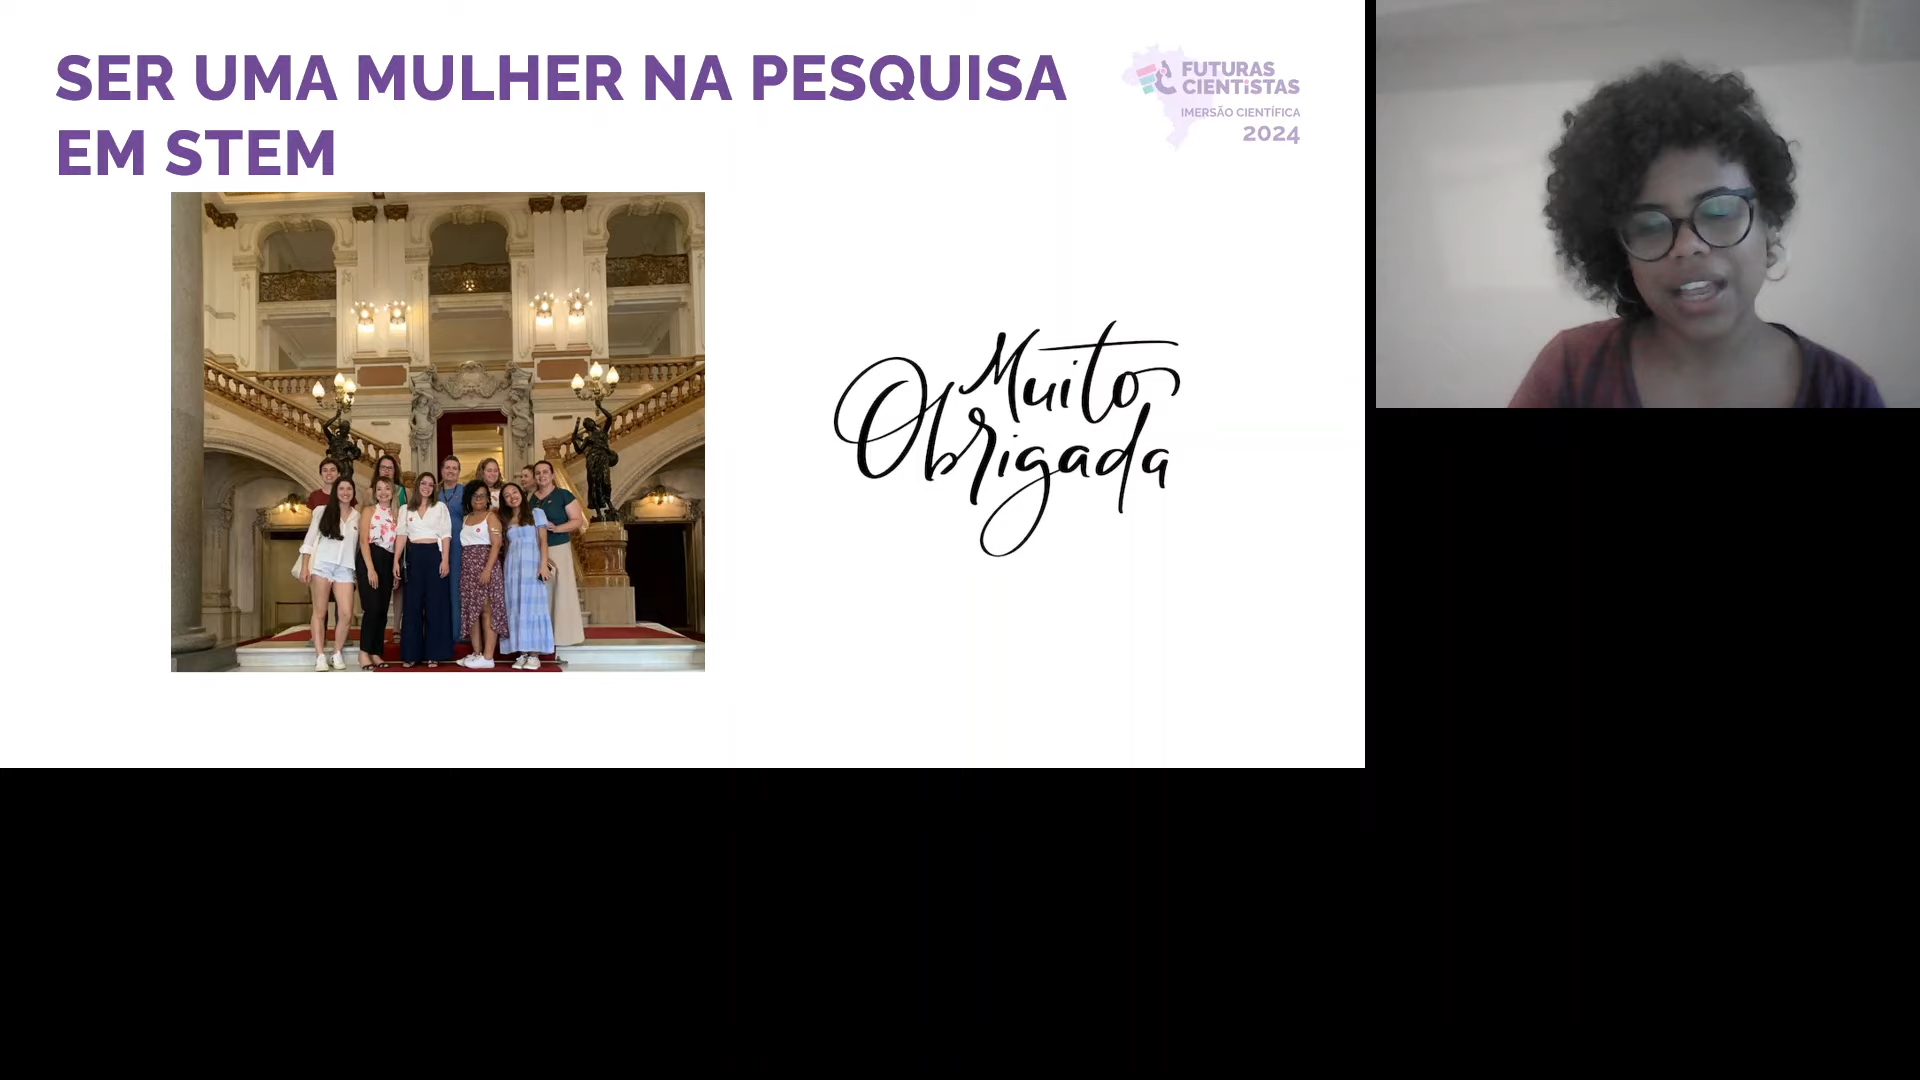 SER UMA MULHER NA PESQUISA
EM STEM
FUTURAS
CIENTISTAS
IMERSÃO CIENTÍFICA
2024
Muito
Obrigada